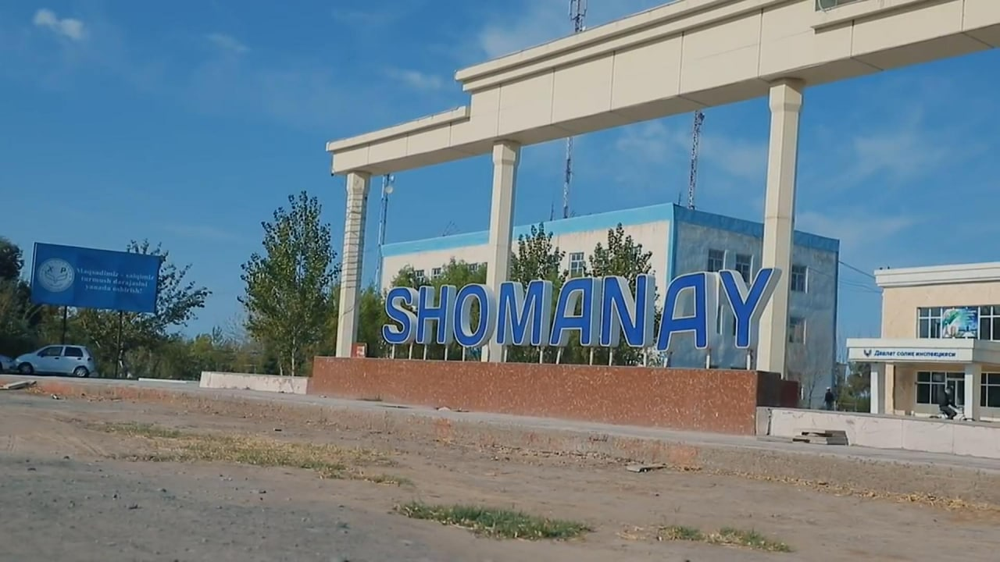 X P
Maqsadimiz - xalqimiz
turmush darajasini
yanada oshirish!
SHOMANAY
Давлат солиқ инспекцияси